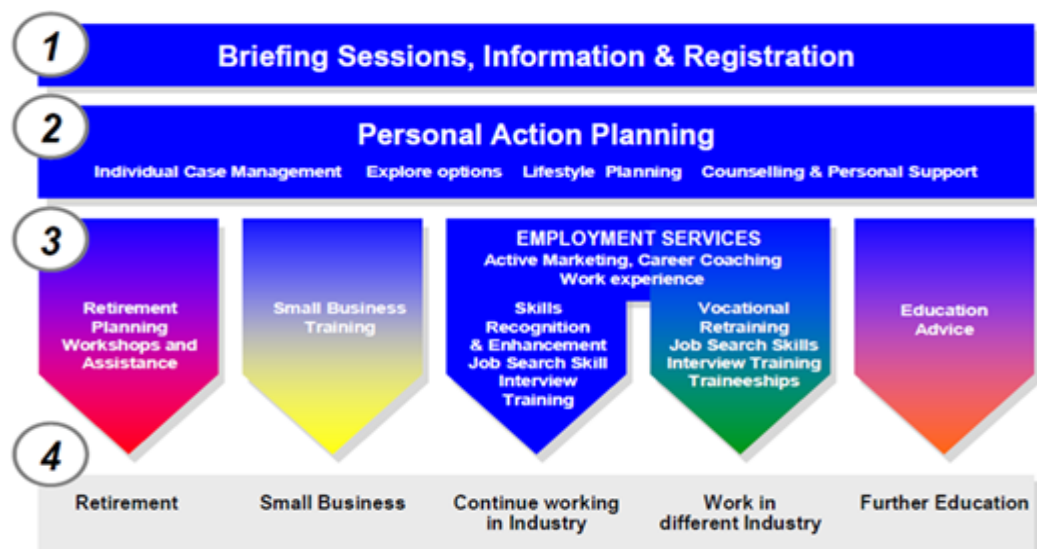 1
Briefing Sessions, Information & Registration
2
Personal Action Planning
Individual Case Management Explore options Lifestyle Planning Counselling & Personal Support
3
Retirement
Planning
Workshops and
Assistance
Small Business
Training
EMPLOYMENT SERVICES
Active Marketing, Career Coaching
Work experience
Skills
Recognition
& Enhancement
Job Search Skill
Interview
Training
Vocational
Retraining
Job Search Skills
Interview Training
Traineeships
Education
Advice
4
Retirement
Small Business
Continue working
in Industry
Work in
different Industry
Further Education